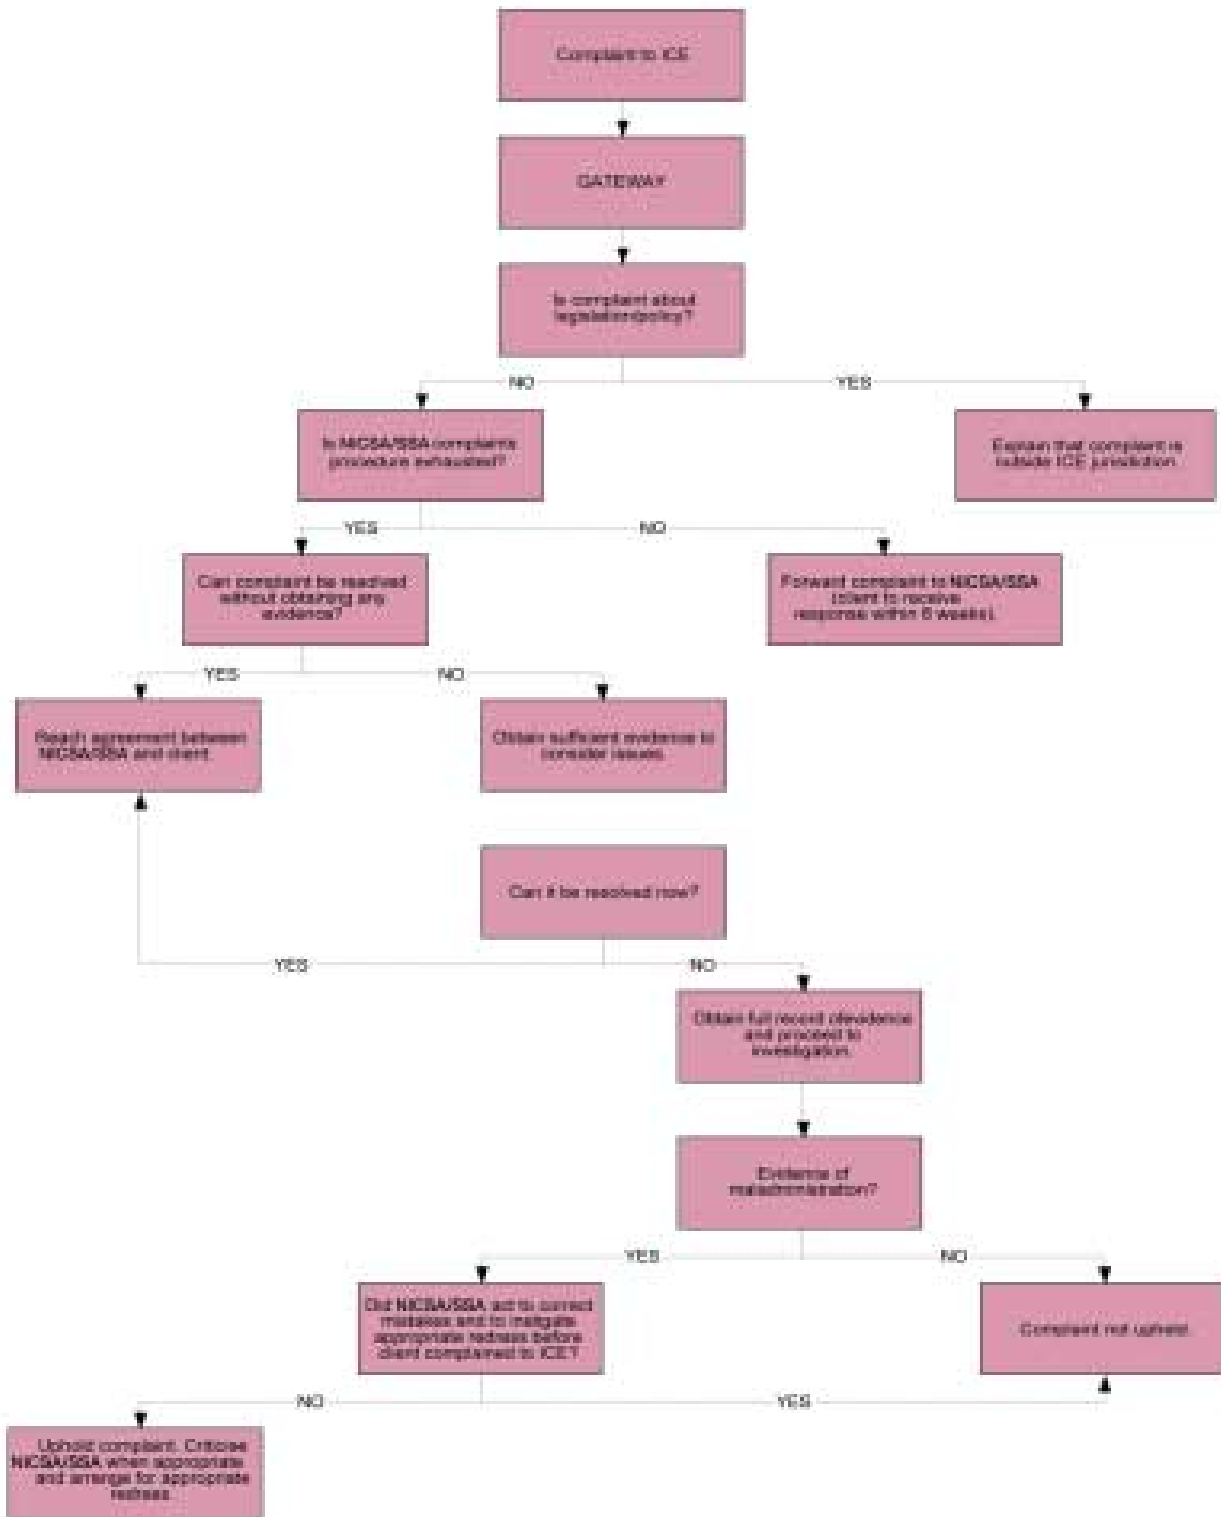 Complaint to ICE
GATEWAY
Is complaint about
legislation/policy?
NO
YES
Is NICSA/SSA complaints
procedure exhausted?
Explain that complaint is
outside ICE jurisdiction
YES
NO
Can complaint be resolved
without obtaining any
evidence?
Forward complaint to NICSA/SSA
(client to receive
response within 6 weeks).
YES
NO
Reach agreement between
NICSA/SSA and client.
Obtain sufficient evidence to
consider issues.
Can it be resolved now?
YES
NO
Obtain full record of evidence
and proceed to
investigation.
Evidence of
maladministration?
YES
NO
Did NICSA/SSA act to correct
mistakes and to instigate
appropriate redress before
client complained to ICE?
Complaint not upheld.
NO
YES
Uphold complaint. Criticise
NICSA/SSA when appropriate
and arrange for appropriate
redress.